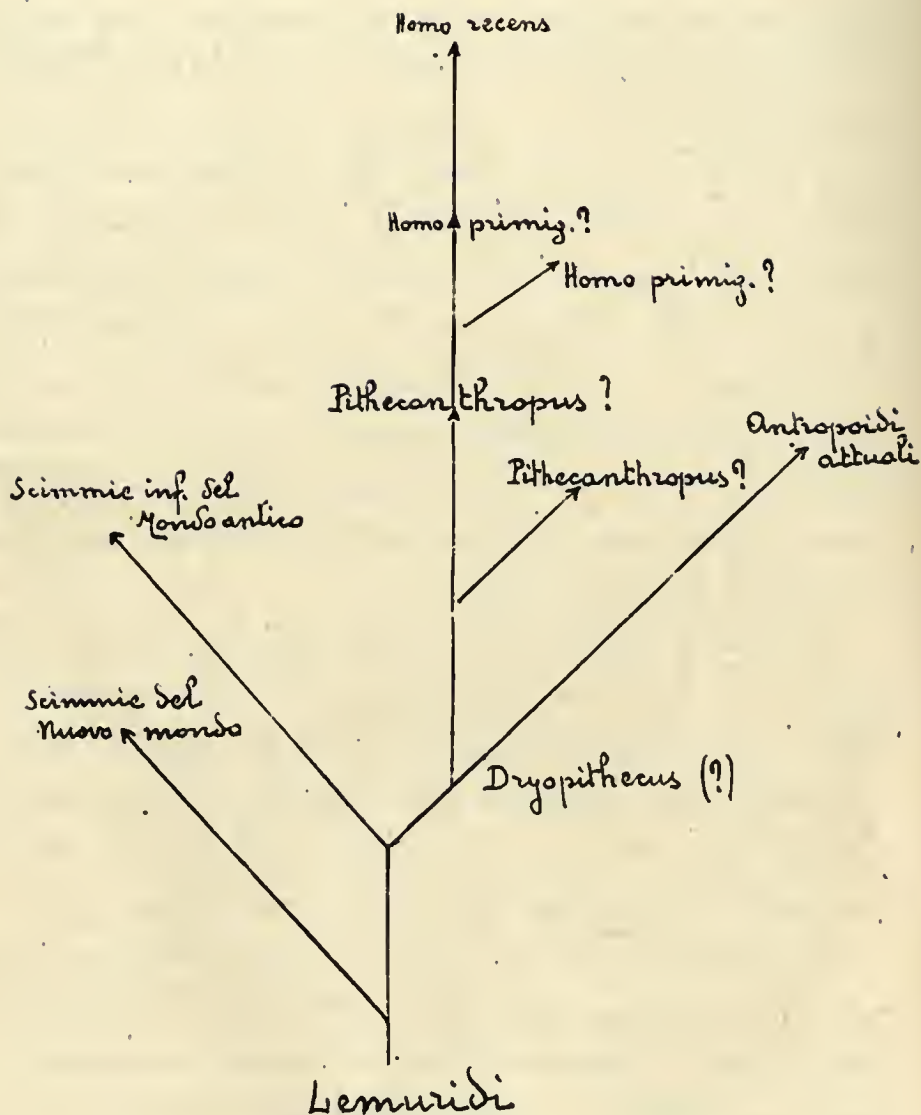 Homo recens
Homo primig.?
Homo primig.?
Pithecanthropus ?
Antropoidi
attuali
Pithecanthropus?
Scimmie inf. del
Mondo antico
Scimmie del
Nuovo mondo
Dryopithecus (?)
Lemuridi